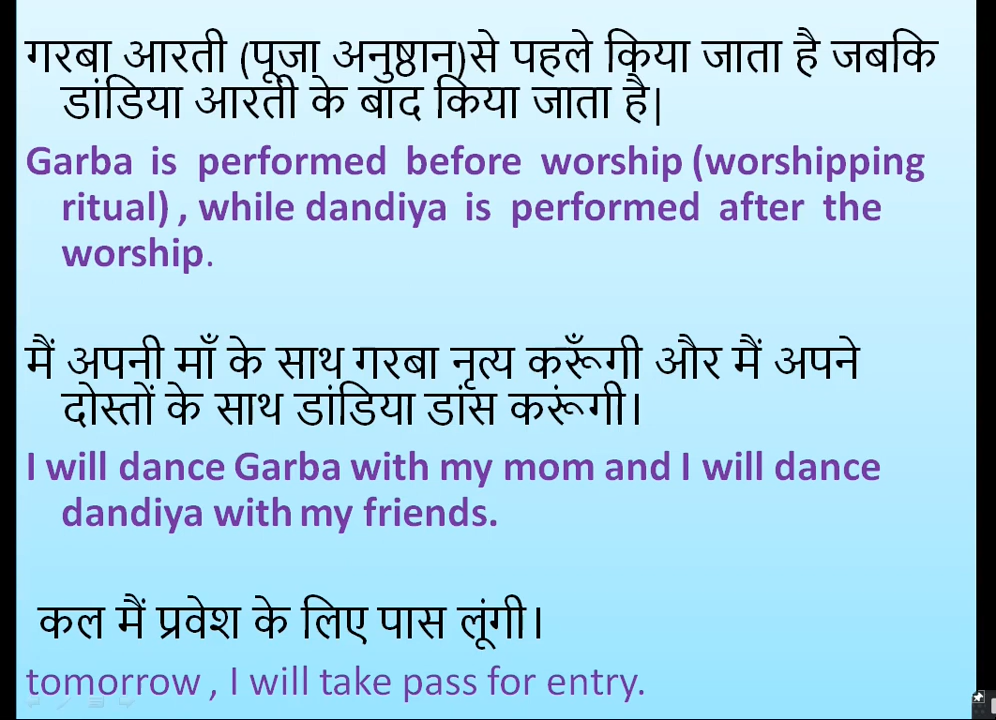 गरबा आरती (पूजा अनुष्ठान)से पहले किया जाता है जबकि
डांडिया आरती के बाद किया जाता है|
Garba is performed before worship (worshipping
ritual) , while dandiya is performed after the
worship.
मैं अपनी माँ के साथ गरबा नृत्य करूँगी और मैं अपने
दोस्तों के साथ डांडिया डांस करूंगी।
I will dance Garba with my mom and I will dance
dandiya with my friends.
कल मैं प्रवेश के लिए पास लूंगी।
tomorrow , I will take pass for entry.